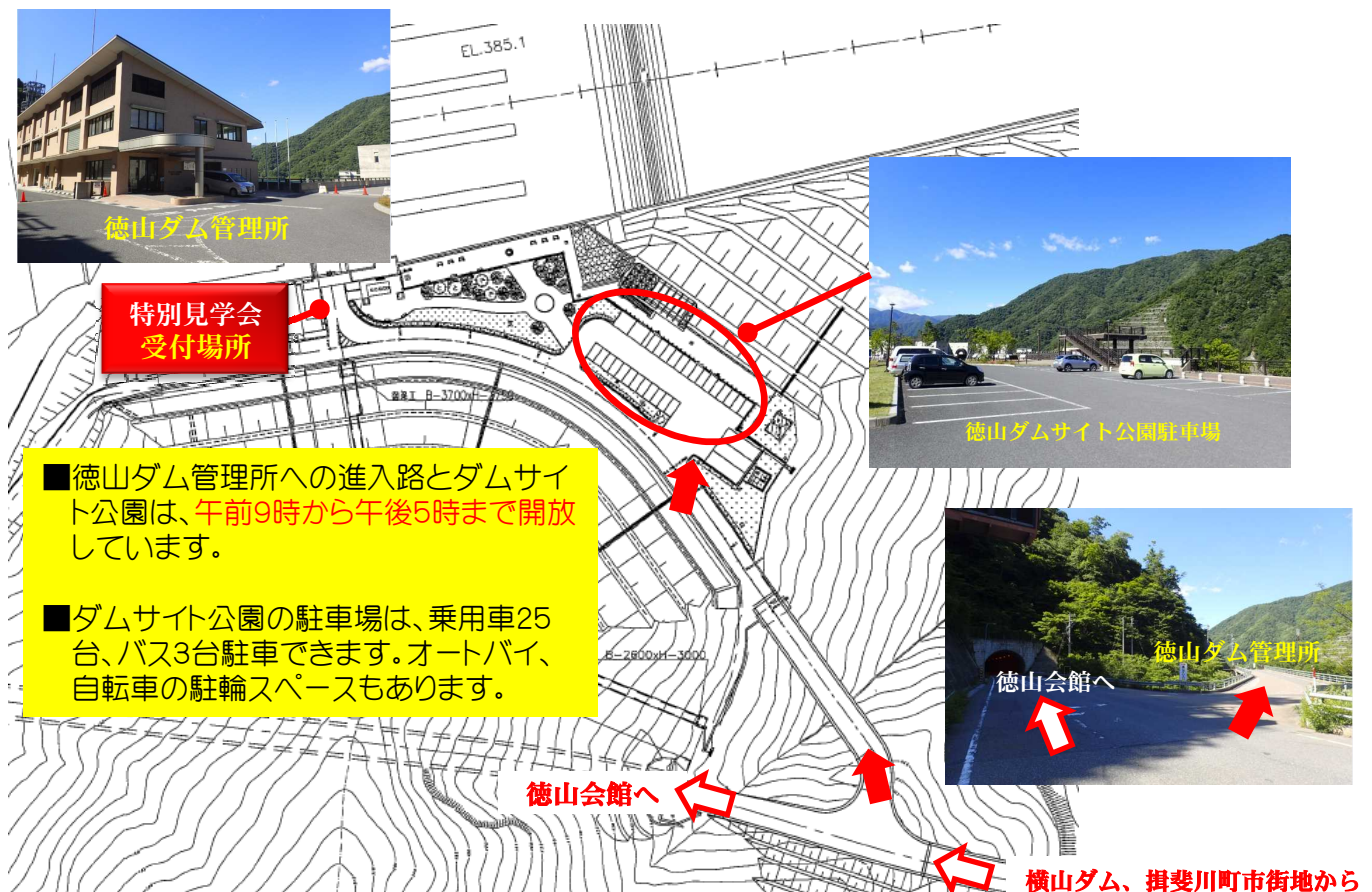 EL.385.1
徳山ダム管理所
特別見学会
受付場所
B-3700xH-3750
徳山ダムサイト公園駐車場
■徳山ダム管理所への進入路とダムサイ
ト公園は、午前9時から午後5時まで開放
しています。
■ダムサイト公園の駐車場は、乗用車25
台、バス3台駐車できます。オートバイ、
自転車の駐輪スペースもあります。
B-2600xH-3000
徳山ダム管理所
徳山会館へ
徳山会館へ
横山ダム、揖斐川町市街地から